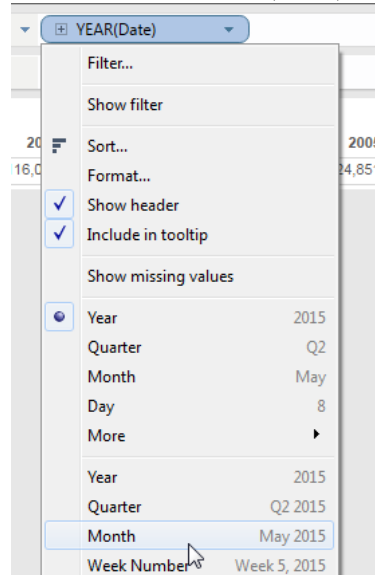 YEAR(Date)
Filter...
Show filter
Sort...
Format...
Show header
Include in tooltip
Show missing values
Year 2015
Quarter Q2
Month May
Day 8
More
Year 2015
Quarter Q2 2015
Month May 2015
Week Number Week 5, 2015